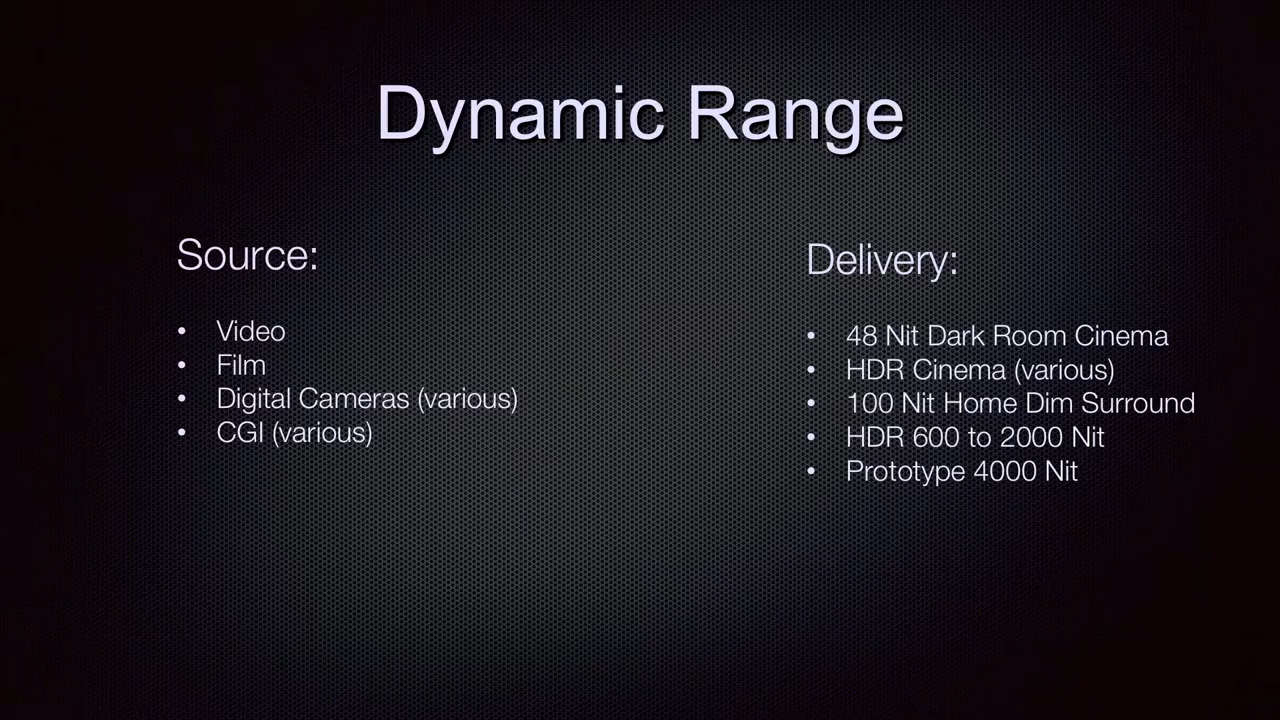 Dynamic Range
Source:
• Video
• Film
• Digital Cameras (various)
• CGI (various)
Delivery:
• 48 Nit Dark Room Cinema
• HDR Cinema (various)
• 100 Nit Home Dim Surround
• HDR 600 to 2000 Nit
• Prototype 4000 Nit